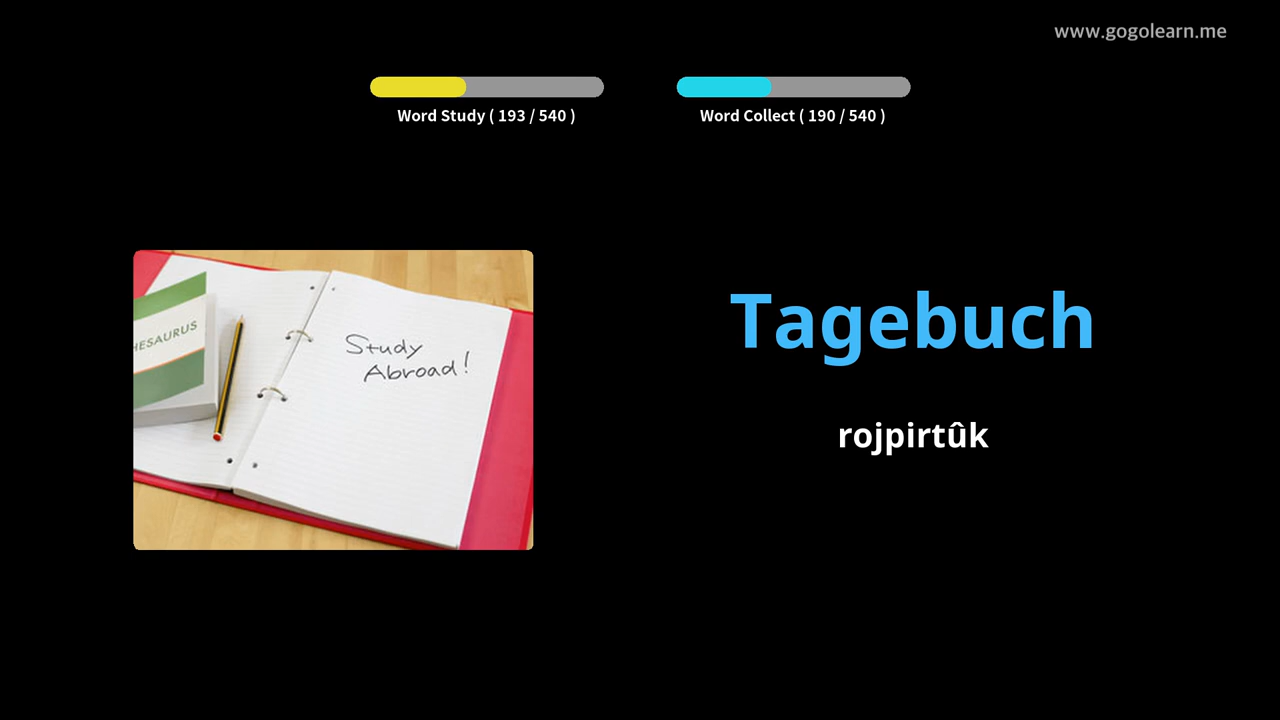 www.gogolearn.me
Word Study ( 193 / 540 )
Word Collect ( 190 / 540 )
HESAURUS
Study
Abroad!
Tagebuch
rojpirtûk